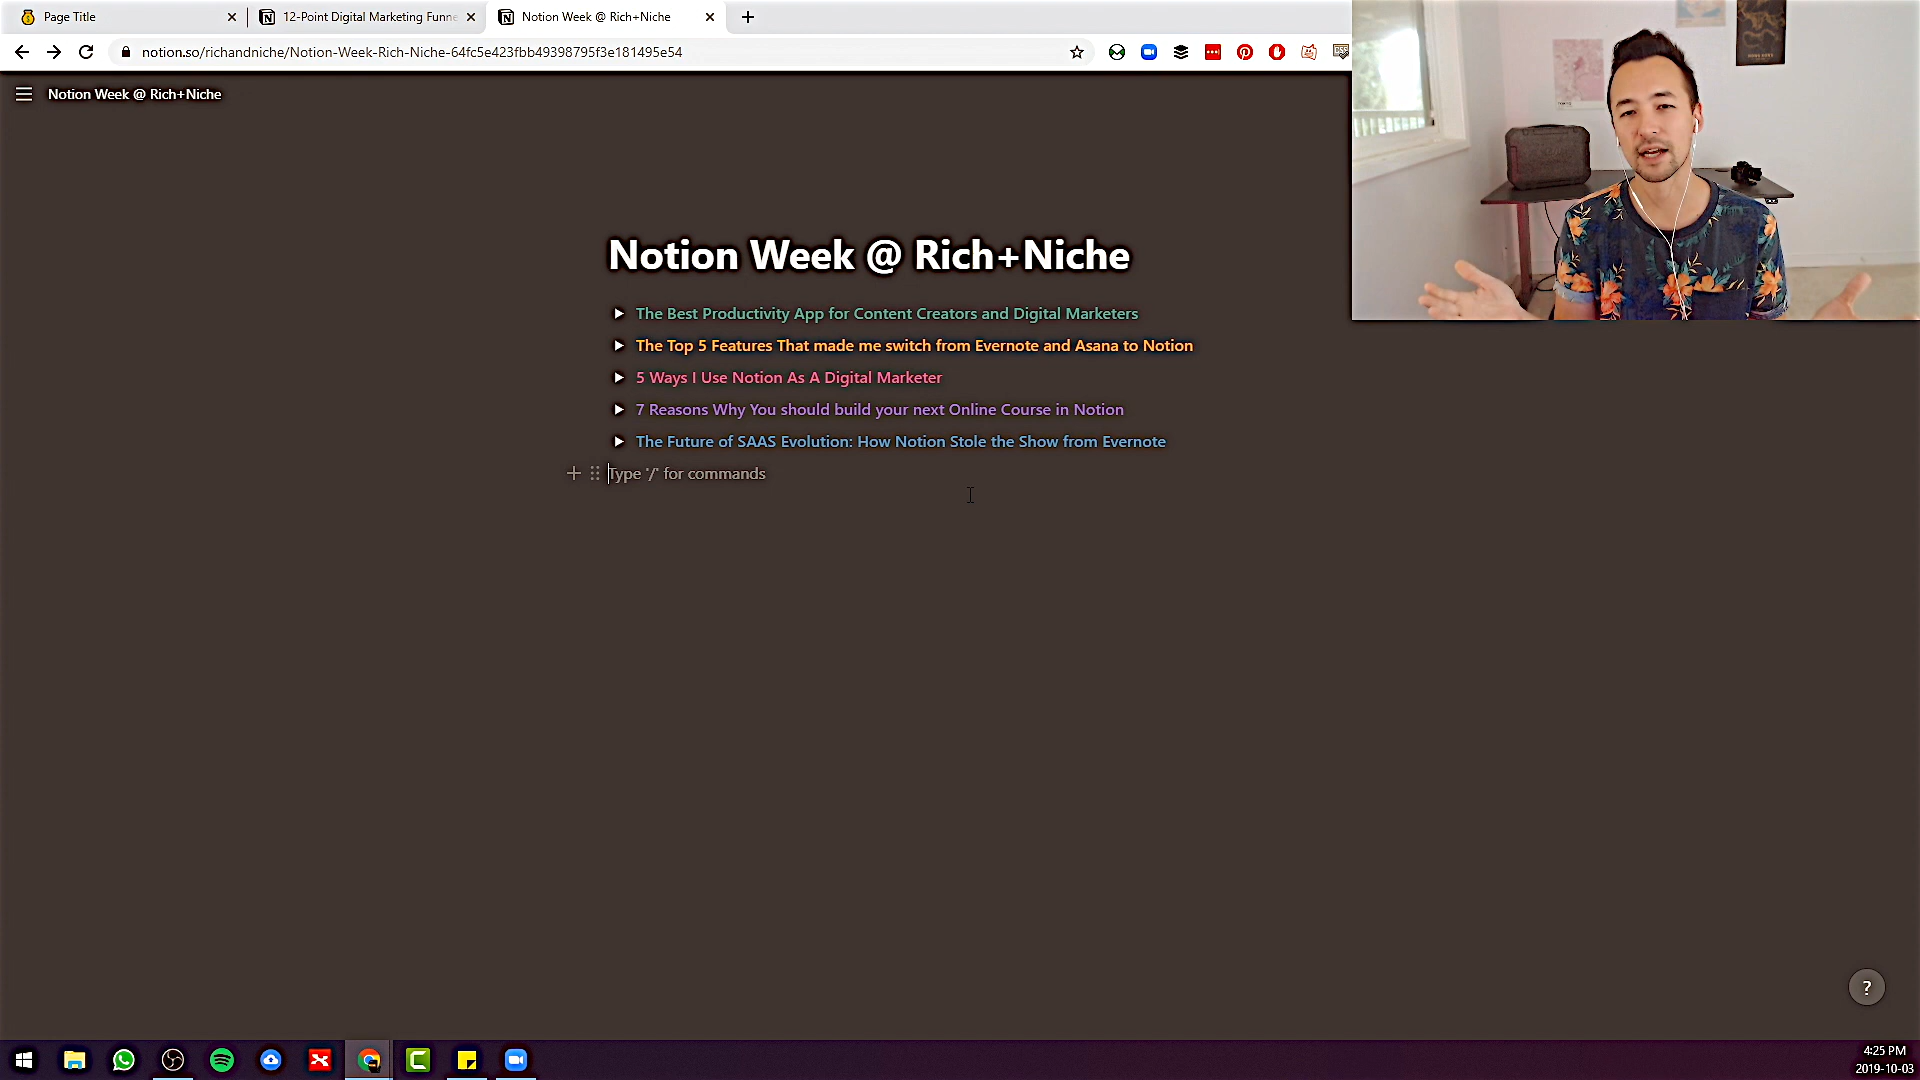 Page Title
12-Point Digital Marketing Funne
Notion Week @ Rich+Niche
notion.so/richandniche/Notion-Week-Rich-Niche-64fc5e423fbb49398795f3e181495e54
Notion Week @ Rich+Niche
Notion Week @ Rich+Niche
The Best Productivity App for Content Creators and Digital Marketers
The Top 5 Features That made me switch from Evernote and Asana to Notion
5 Ways I Use Notion As A Digital Marketer
7 Reasons Why You should build your next Online Course in Notion
The Future of SAAS Evolution: How Notion Stole the Show from Evernote
Type '/' for commands
?
4:25 PM
2019-10-03